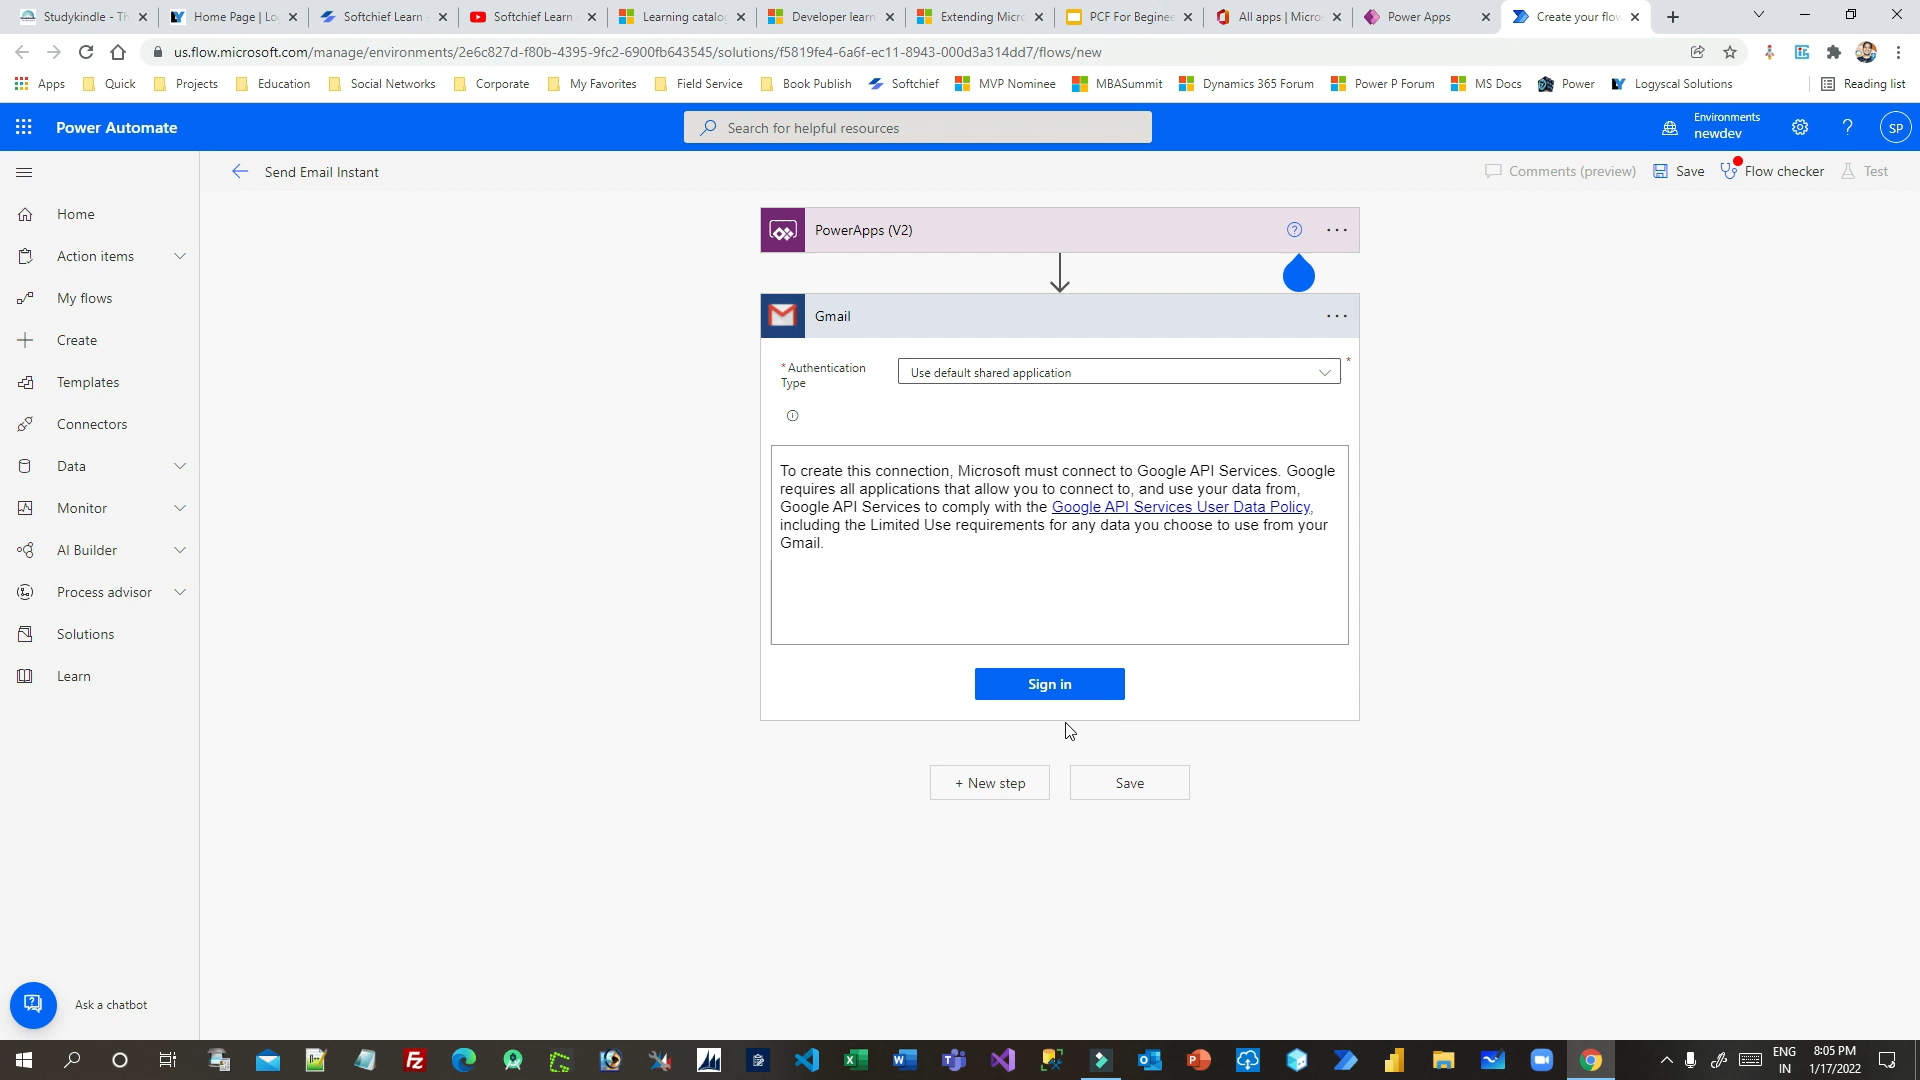 Studykindle - Th
Home Page | Lo
Softchief Learn -
Softchief Learn -
Learning catalog
Developer learn
Extending Micro
PCF For Beginee
All apps | Micros
Power Apps
Create your flow
us.flow.microsoft.com/manage/environments/2e6c827d-f80b-4395-9fc2-6900fb643545/solutions/f5819fe4-6a6f-ec11-8943-000d3a314dd7/flows/new
Apps Quick Projects Education Social Networks Corporate My Favorites Field Service Book Publish Softchief MVP Nominee MBASummit Dynamics 365 Forum Power P Forum MS Docs Power Logyscal Solutions Reading list
Power Automate
Search for helpful resources
Environments
newdev
SP
Send Email Instant
Comments (preview) Save Flow checker Test
Home
Action items
My flows
Create
Templates
Connectors
Data
Monitor
AI Builder
Process advisor
Solutions
Learn
Ask a chatbot
PowerApps (V2)
Gmail
* Authentication
Type
Use default shared application
*
To create this connection, Microsoft must connect to Google API Services. Google
requires all applications that allow you to connect to, and use your data from,
Google API Services to comply with the Google API Services User Data Policy,
including the Limited Use requirements for any data you choose to use from your
Gmail.
Sign in
+ New step
Save
ENG
IN
8:05 PM
1/17/2022